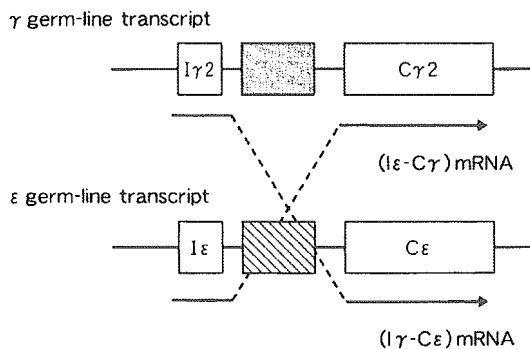 γ germ-line transcript
Iγ2 Cγ2
(Iε-Cγ) mRNA
ε germ-line transcript
Iε Cε
(Iγ-Cε) mRNA